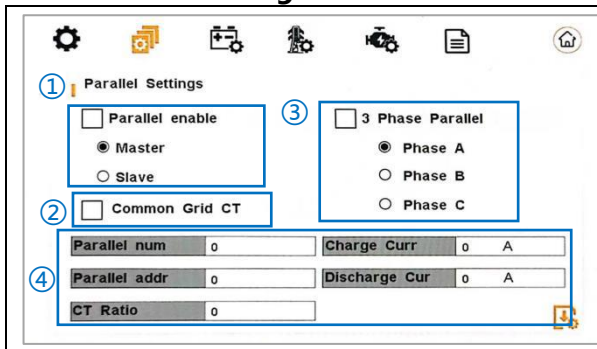 ① Parallel Settings
Parallel enable
Master
Slave
② Common Grid CT
③ 3 Phase Parallel
Phase A
Phase B
Phase C
④ Parallel num 0 Charge Curr 0 A
Parallel addr 0 Discharge Cur 0 A
CT Ratio 0